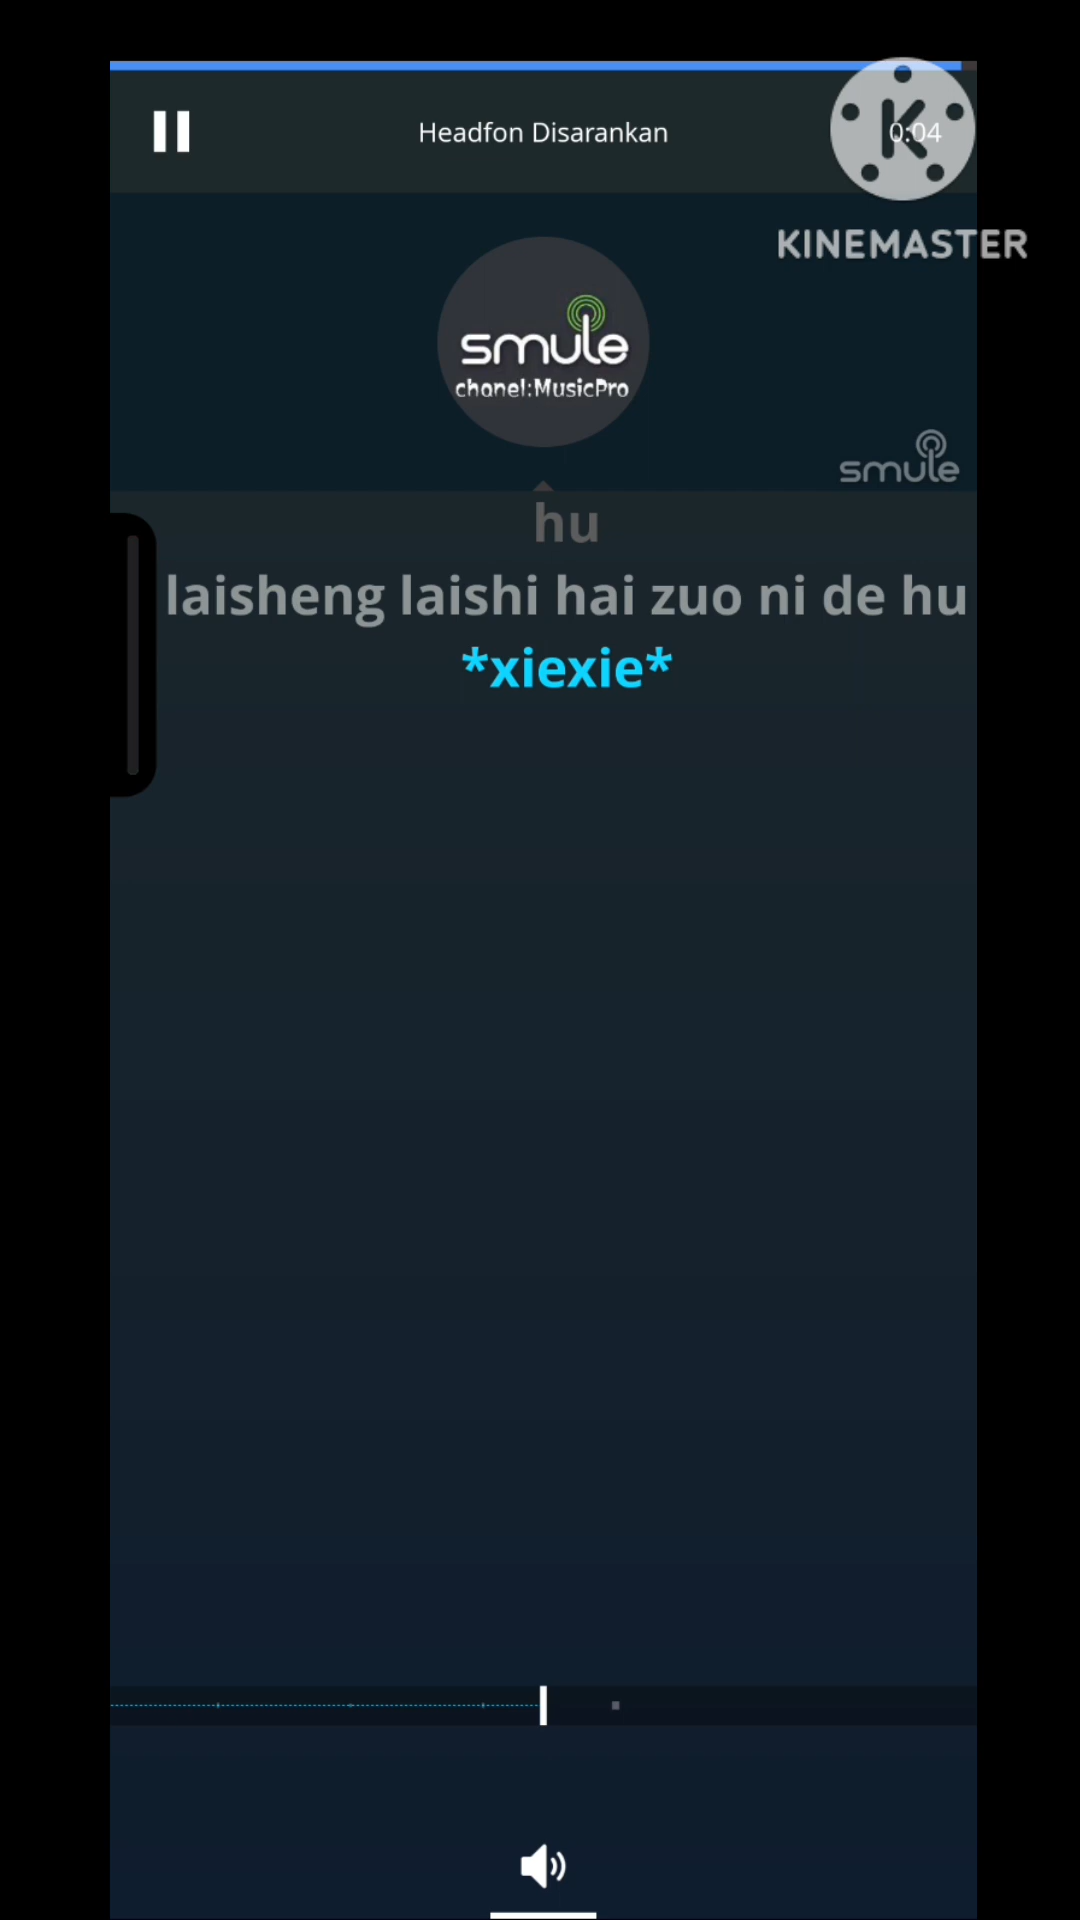 Headfon Disarankan
0:04
KINEMASTER
smule
chanel:MusicPro
smule
hu
laisheng laishi hai zuo ni de hu
*xiexie*